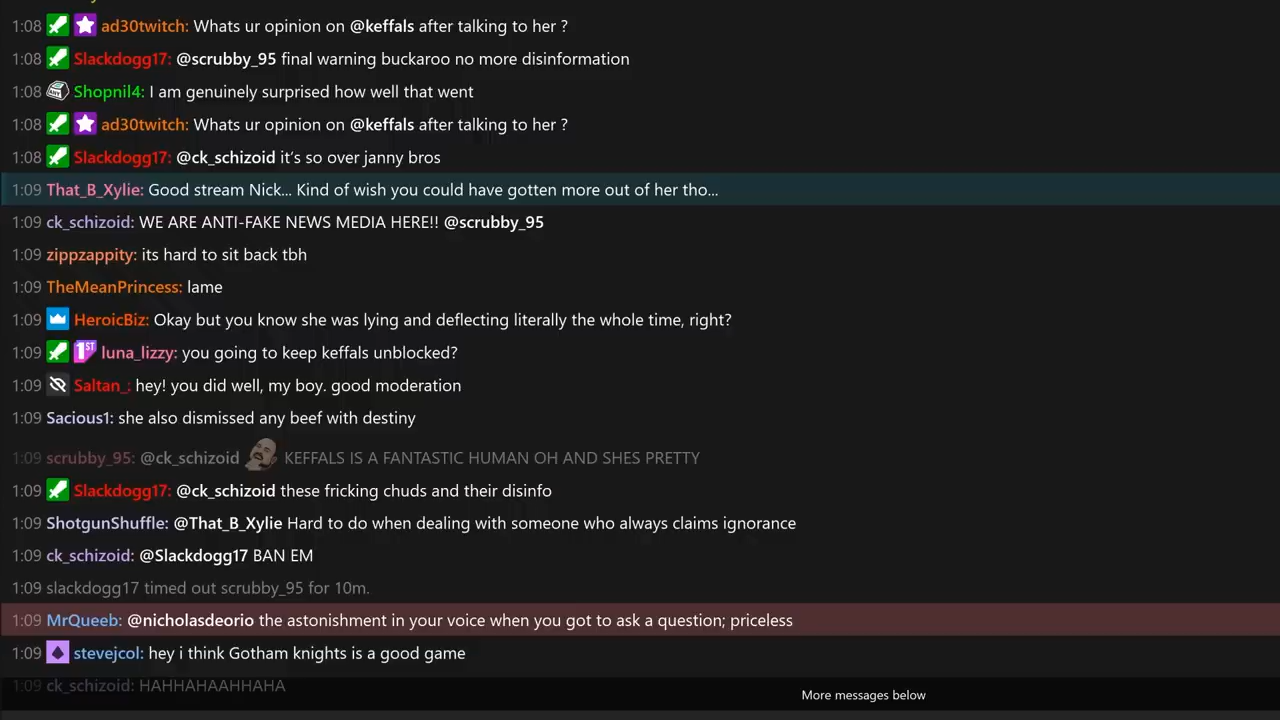 1:08 ad30twitch: Whats ur opinion on @keffals after talking to her ?
1:08 Slackdogg17: @scrubby_95 final warning buckaroo no more disinformation
1:08 Shopnil4: I am genuinely surprised how well that went
1:08 ad30twitch: Whats ur opinion on @keffals after talking to her ?
1:08 Slackdogg17: @ck_schizoid it's so over janny bros
1:09 That_B_Xylie: Good stream Nick... Kind of wish you could have gotten more out of her tho...
1:09 ck_schizoid: WE ARE ANTI-FAKE NEWS MEDIA HERE!! @scrubby_95
1:09 zippzappity: its hard to sit back tbh
1:09 TheMeanPrincess: lame
1:09 HeroicBiz: Okay but you know she was lying and deflecting literally the whole time, right?
1:09 1ST luna_lizzy: you going to keep keffals unblocked?
1:09 Saltan_: hey! you did well, my boy. good moderation
1:09 Sacious1: she also dismissed any beef with destiny
1:09 scrubby_95: @ck_schizoid KEFFALS IS A FANTASTIC HUMAN OH AND SHES PRETTY
1:09 Slackdogg17: @ck_schizoid these fricking chuds and their disinfo
1:09 ShotgunShuffle: @That_B_Xylie Hard to do when dealing with someone who always claims ignorance
1:09 ck_schizoid: @Slackdogg17 BAN EM
1:09 slackdogg17 timed out scrubby_95 for 10m.
1:09 MrQueeb: @nicholasdeorio the astonishment in your voice when you got to ask a question; priceless
1:09 stevejcol: hey i think Gotham knights is a good game
1:09 ck_schizoid: HAHHAHAAHHAHA
More messages below